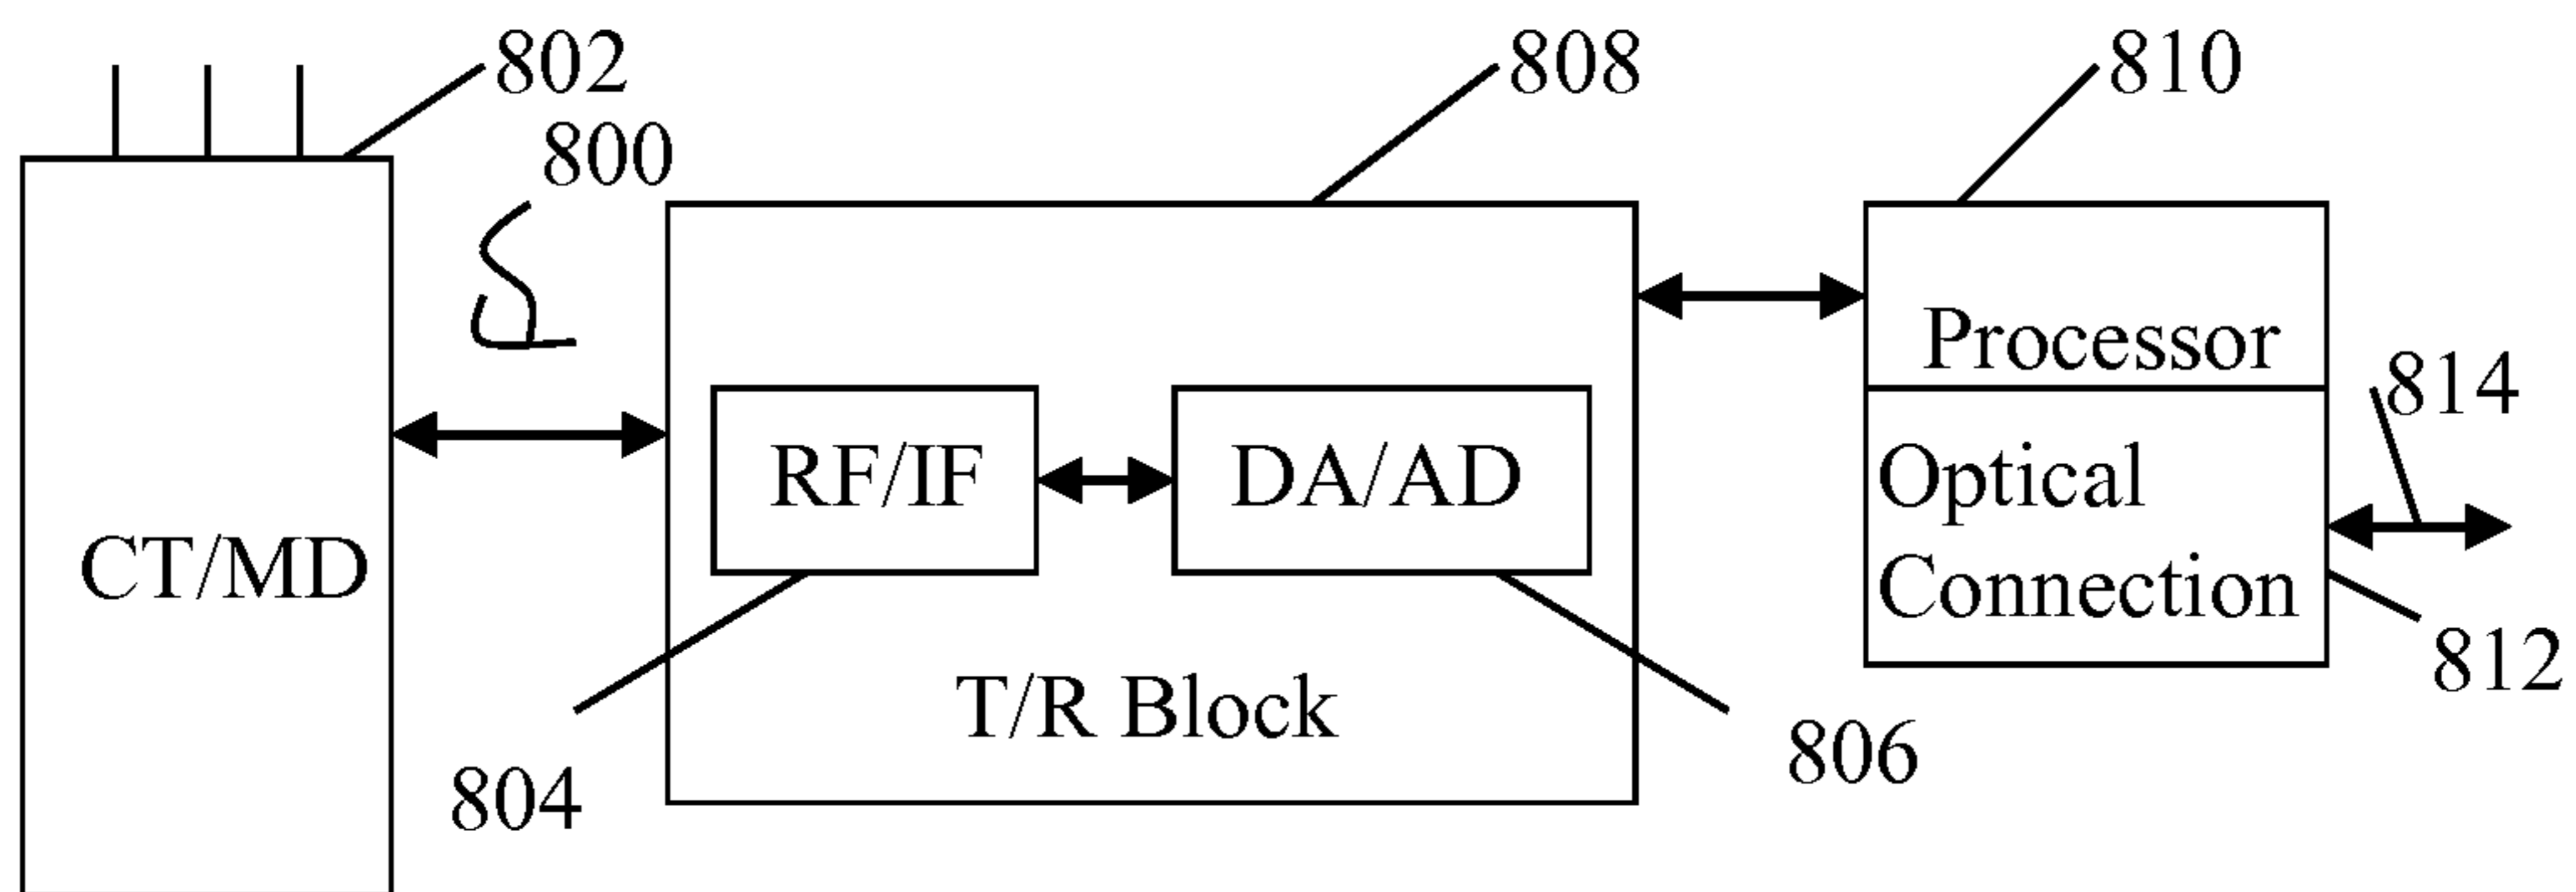 802
808
810
800
Processor
814
RF/IF
DA/AD
Optical
Connection
CT/MD
812
T/R Block
806
804